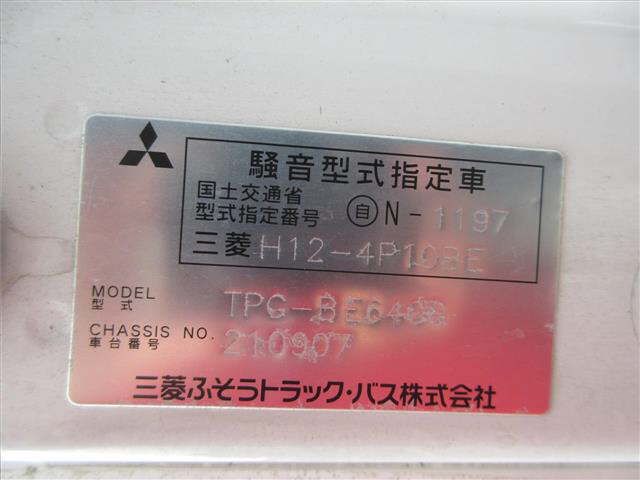 騒音型式指定車
国土交通省
型式指定番号 自 N-1197
三菱 H12-4P10BE
MODEL
型式 TPG-BE640G
CHASSIS NO.
車台番号 210907
三菱ふそうトラック・バス株式会社